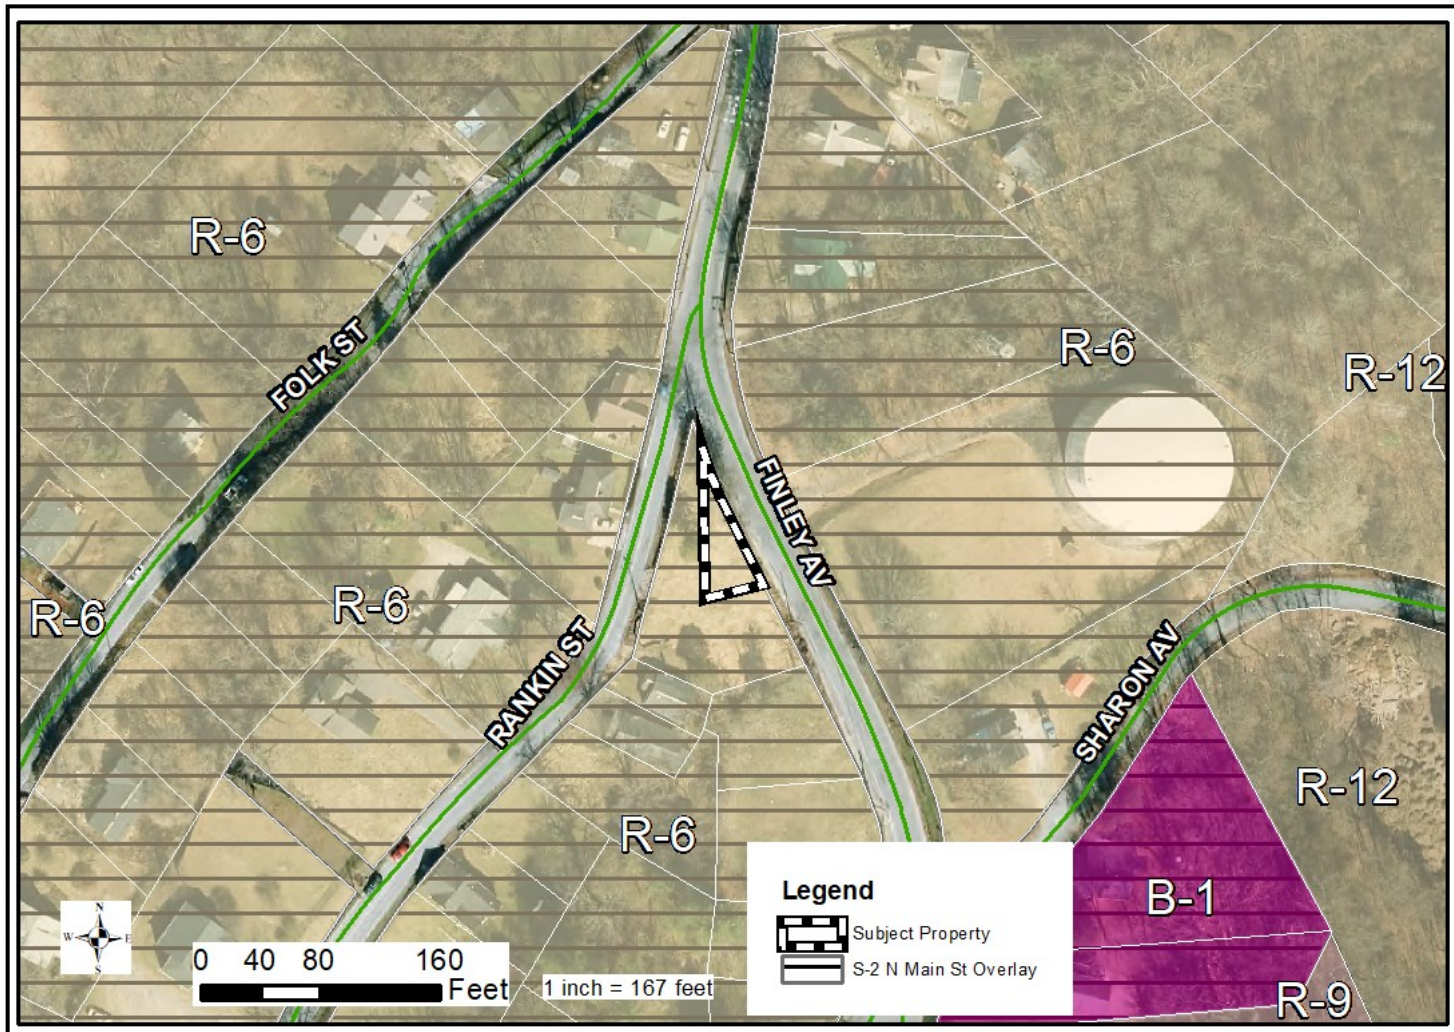 R-6
FOLK ST
R-6
R-12
FINLEY AV
R-6
R-6
RANKIN ST
SHARON AV
R-12
R-6
B-1
R-9
Legend
Subject Property
S-2 N Main St Overlay
N
W E
S
0 40 80 160
Feet
1 inch = 167 feet